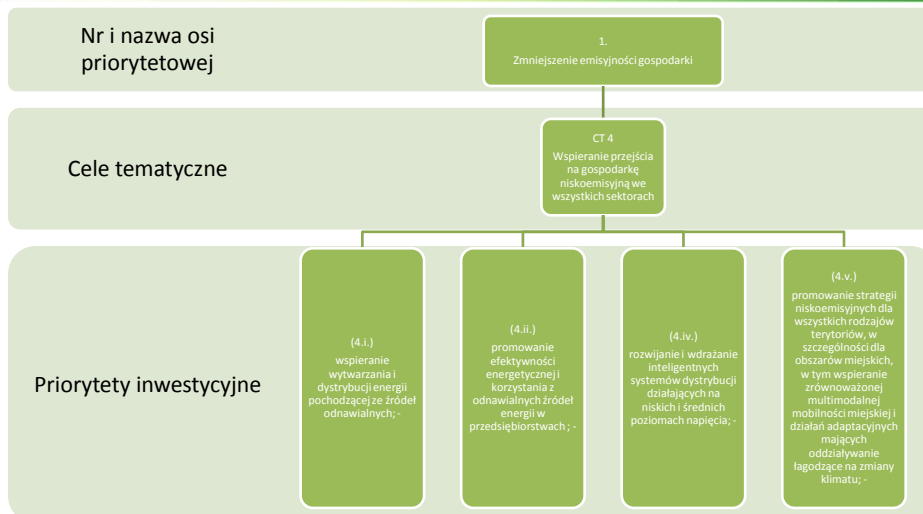 Nr i nazwa osi
priorytetowej
1.
Zmniejszenie emisyjności gospodarki
Cele tematyczne
CT 4
Wspieranie przejścia
na gospodarkę
niskoemisyjną we
wszystkich sektorach
Priorytety inwestycyjne
(4.i.)
wspieranie
wytwarzania i
dystrybucji energii
pochodzącej ze źródeł
odnawialnych; -
(4.ii.)
promowanie
efektywności
energetycznej i
korzystania z
odnawialnych źródeł
energii w
przedsiębiorstwach ; -
(4.iv.)
rozwijanie i wdrażanie
inteligentnych
systemów dystrybucji
działających na
niskich i średnich
poziomach napięcia; -
(4.v.)
promowanie strategii
niskoemisyjnych dla
wszystkich rodzajów
terytoriów, w
szczególności dla
obszarów miejskich,
w tym wspieranie
zrównoważonej
multimodalnej
mobilności miejskiej i
działań adaptacyjnych
mających
oddziaływanie
łagodzące na zmiany
klimatu; -